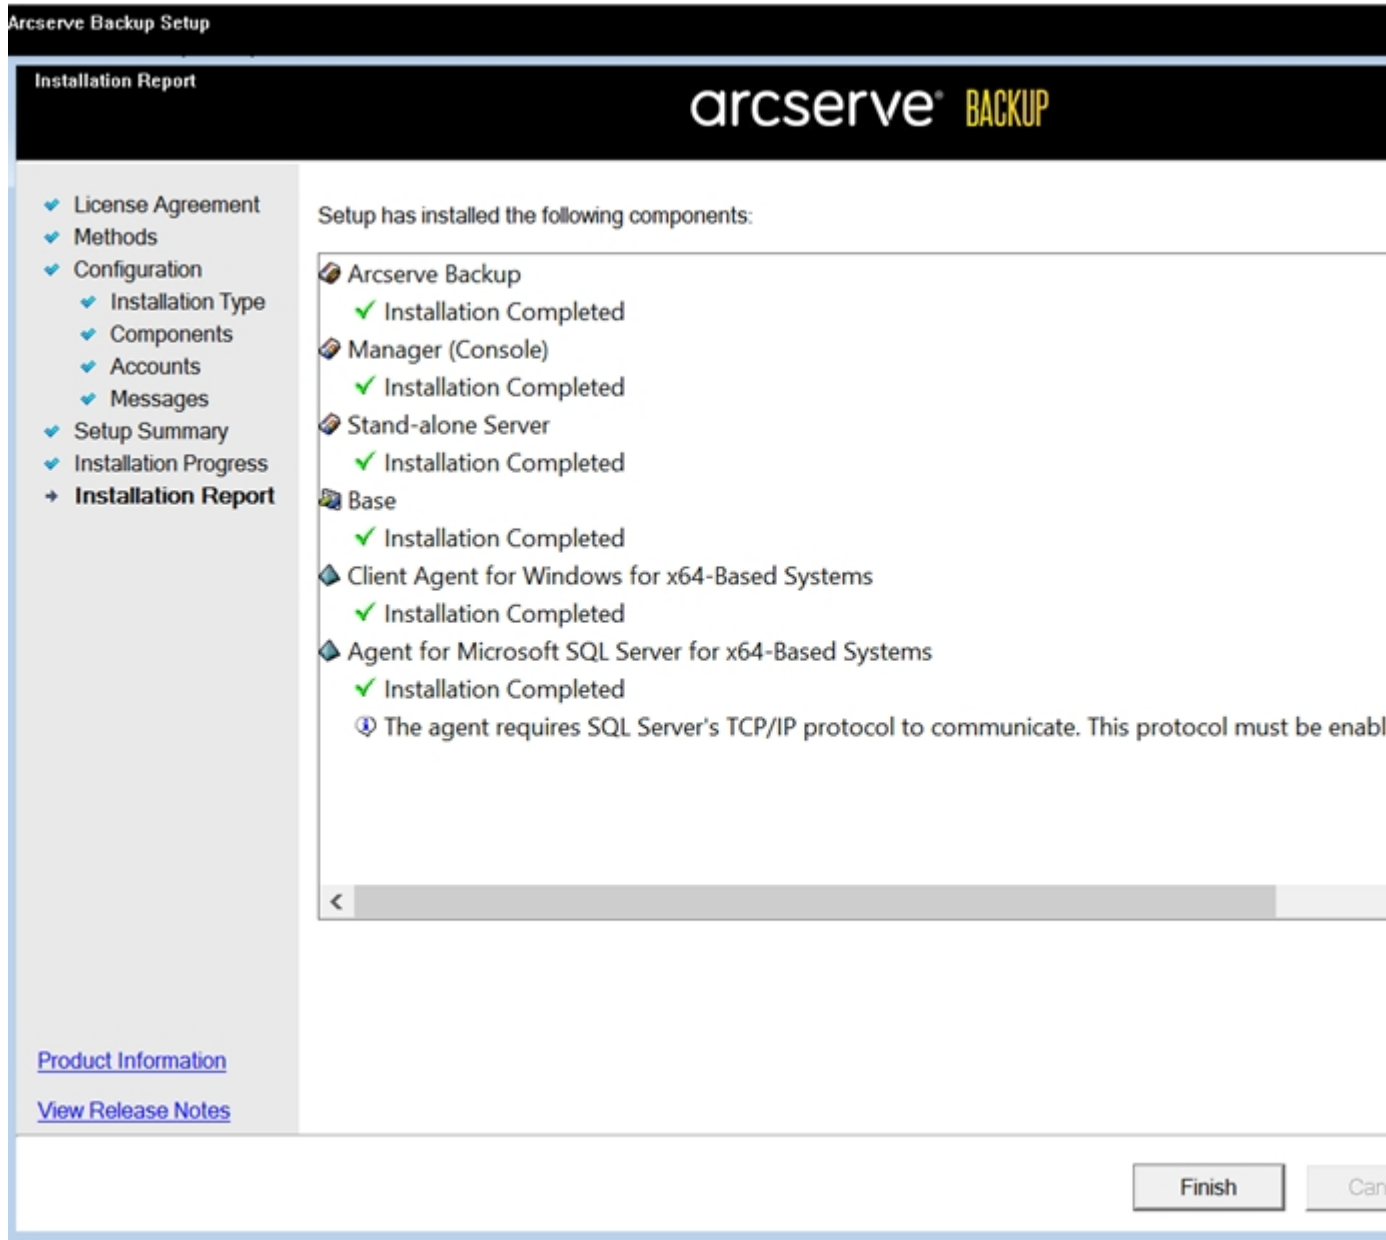 Arcserve Backup Setup
Installation Report
arcserve® BACKUP
License Agreement
Methods
Configuration
Installation Type
Components
Accounts
Messages
Setup Summary
Installation Progress
Installation Report
Setup has installed the following components:
Arcserve Backup
Installation Completed
Manager (Console)
Installation Completed
Stand-alone Server
Installation Completed
Base
Installation Completed
Client Agent for Windows for x64-Based Systems
Installation Completed
Agent for Microsoft SQL Server for x64-Based Systems
Installation Completed
The agent requires SQL Server's TCP/IP protocol to communicate. This protocol must be enabl
Product Information
View Release Notes
Finish
Can